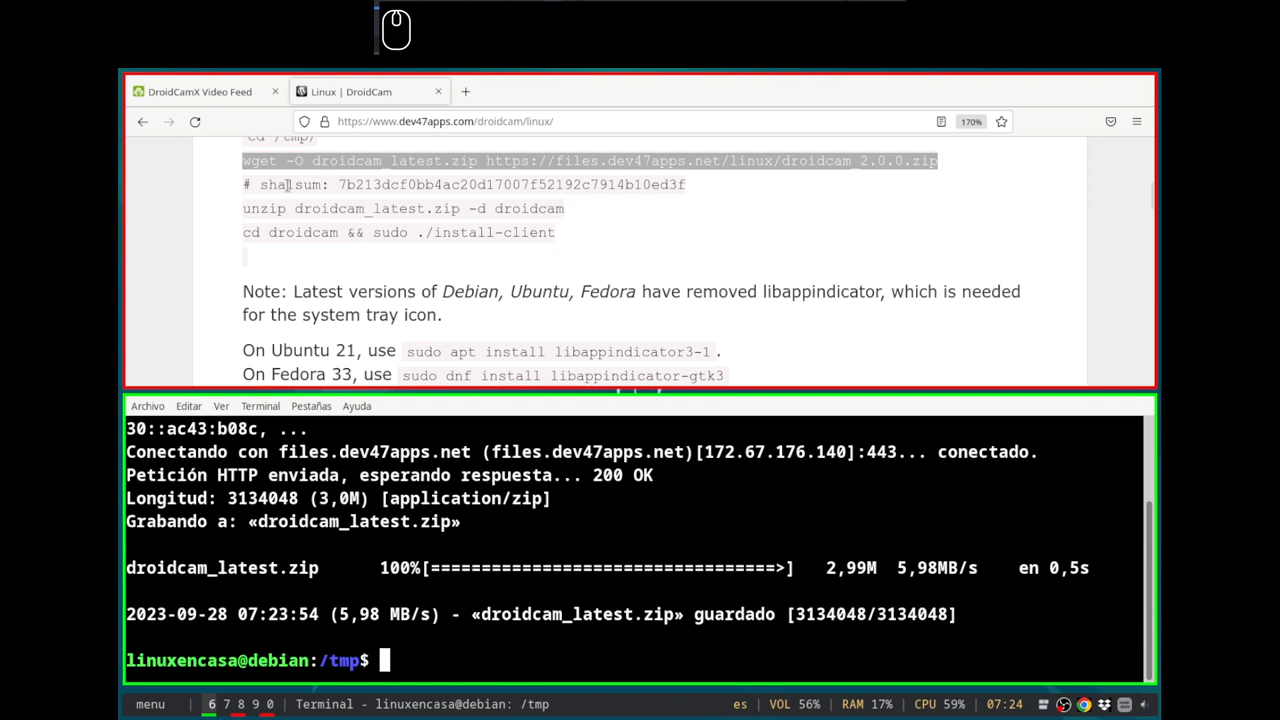 DroidCamX Video Feed
Linux | DroidCam
https://www.dev47apps.com/droidcam/linux/
170%
cd /tmp/
wget -O droidcam_latest.zip https://files.dev47apps.net/linux/droidcam_2.0.0.zip
# sha1sum: 7b213dcf0bb4ac20d17007f52192c7914b10ed3f
unzip droidcam_latest.zip -d droidcam
cd droidcam && sudo ./install-client
Note: Latest versions of Debian, Ubuntu, Fedora have removed libappindicator, which is needed
for the system tray icon.
On Ubuntu 21, use sudo apt install libappindicator3-1 .
On Fedora 33, use sudo dnf install libappindicator-gtk3
Archivo Editar Ver Terminal Pestañas Ayuda
30::ac43:b08c, ...
Conectando con files.dev47apps.net (files.dev47apps.net)[172.67.176.140]:443... conectado.
Petición HTTP enviada, esperando respuesta... 200 OK
Longitud: 3134048 (3,0M) [application/zip]
Grabando a: «droidcam_latest.zip»
droidcam_latest.zip 100%[==================================>] 2,99M 5,98MB/s en 0,5s
2023-09-28 07:23:54 (5,98 MB/s) - «droidcam_latest.zip» guardado [3134048/3134048]
linuxencasa@debian:/tmp$
menu | 6 7 8 9 0 | Terminal - linuxencasa@debian: /tmp es | VOL 56% | RAM 17% | CPU 59% | 07:24